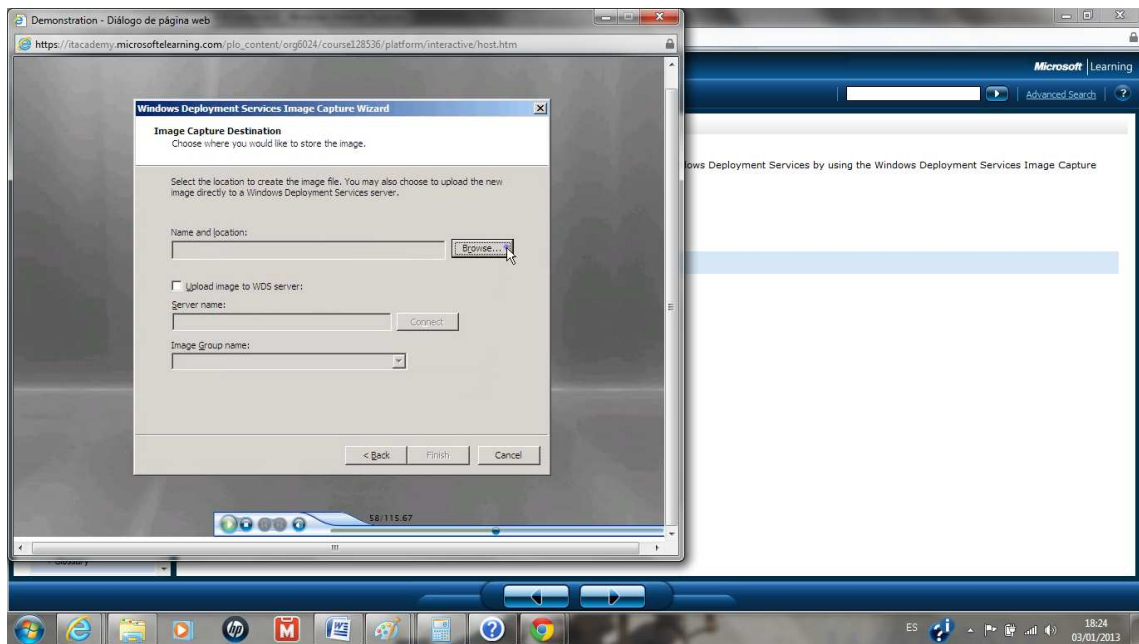 Demonstration - Diálogo de página web
https://itacademy.microsoftelearning.com/plo_content/org6024/course128536/platform/interactive/host.htm
Microsoft | Learning
Advanced Search
?
Windows Deployment Services Image Capture Wizard
Image Capture Destination
Choose where you would like to store the image.
lows Deployment Services by using the Windows Deployment Services Image Capture
Select the location to create the image file. You may also choose to upload the new
image directly to a Windows Deployment Services server.
Name and location:
Browse...
Upload image to WDS server:
Server name:
Connect
Image Group name:
< Back
Finish
Cancel
58/115.67
ES
18:24
03/01/2013